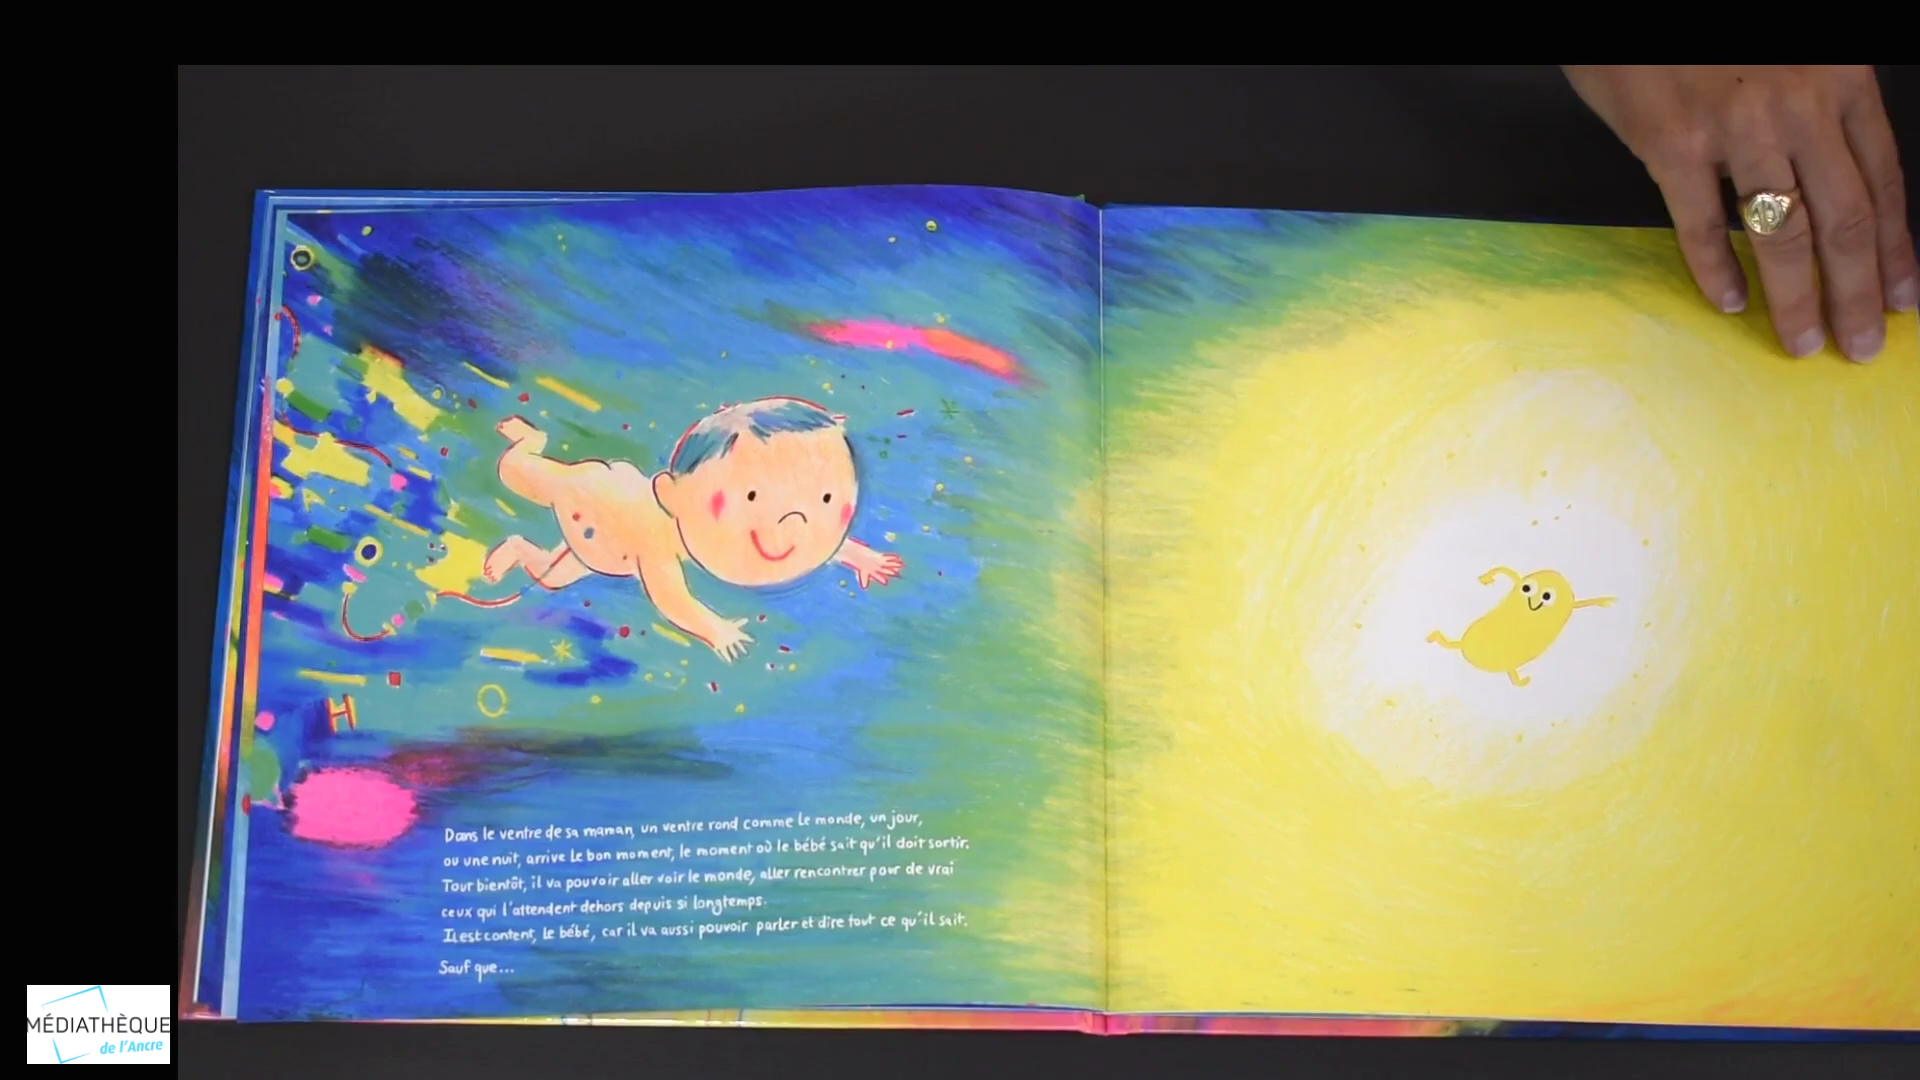 H
Dans le ventre de sa maman, un ventre rond comme le monde, un jour,
ou une nuit, arrive le bon moment, le moment où le bébé sait qu'il doit sortir.
Tout bientôt, il va pouvoir aller voir le monde, aller rencontrer pour de vrai
ceux qui l'attendent dehors depuis si longtemps.
Il est content, le bébé, car il va aussi pouvoir parler et dire tout ce qu'il sait.
Sauf que...
MÉDIATHÈQUE
de l'Ancre